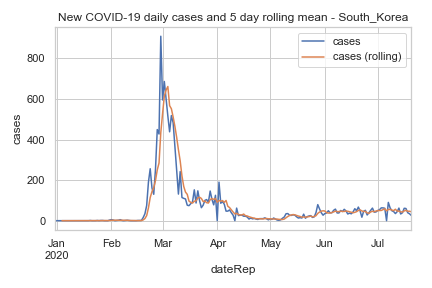 New COVID-19 daily cases and 5 day rolling mean - South_Korea
cases
cases (rolling)
800
600
400
200
0
cases
Jan
2020
Feb
Mar
Apr
May
Jun
Jul
dateRep